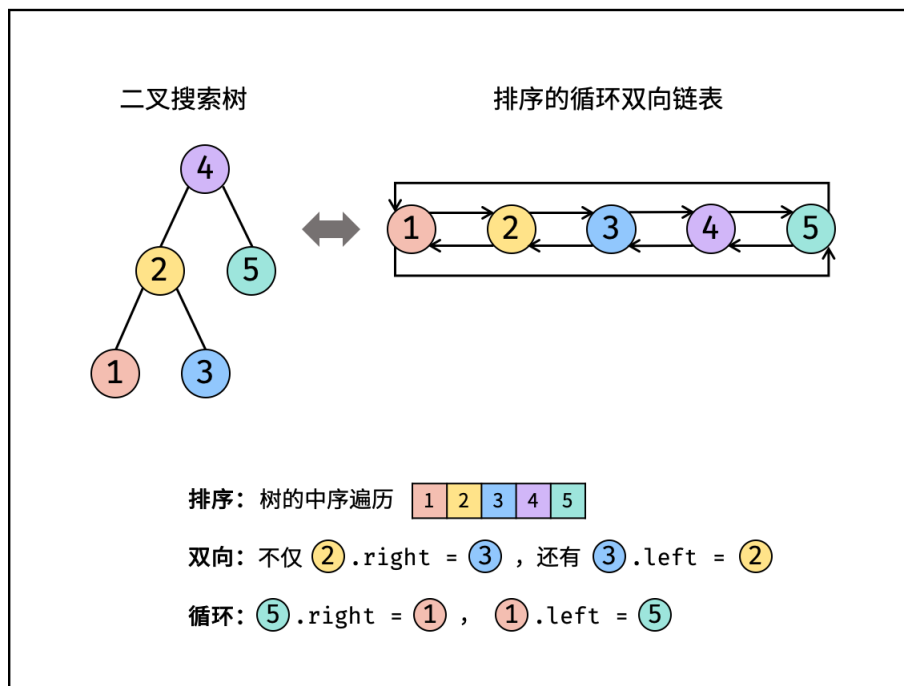 二叉搜索树
排序的循环双向链表
4
2 5
1 3
1 2 3 4 5
排序：树的中序遍历 1 2 3 4 5
双向：不仅 2 .right = 3 ，还有 3 .left = 2
循环：5 .right = 1 ， 1 .left = 5